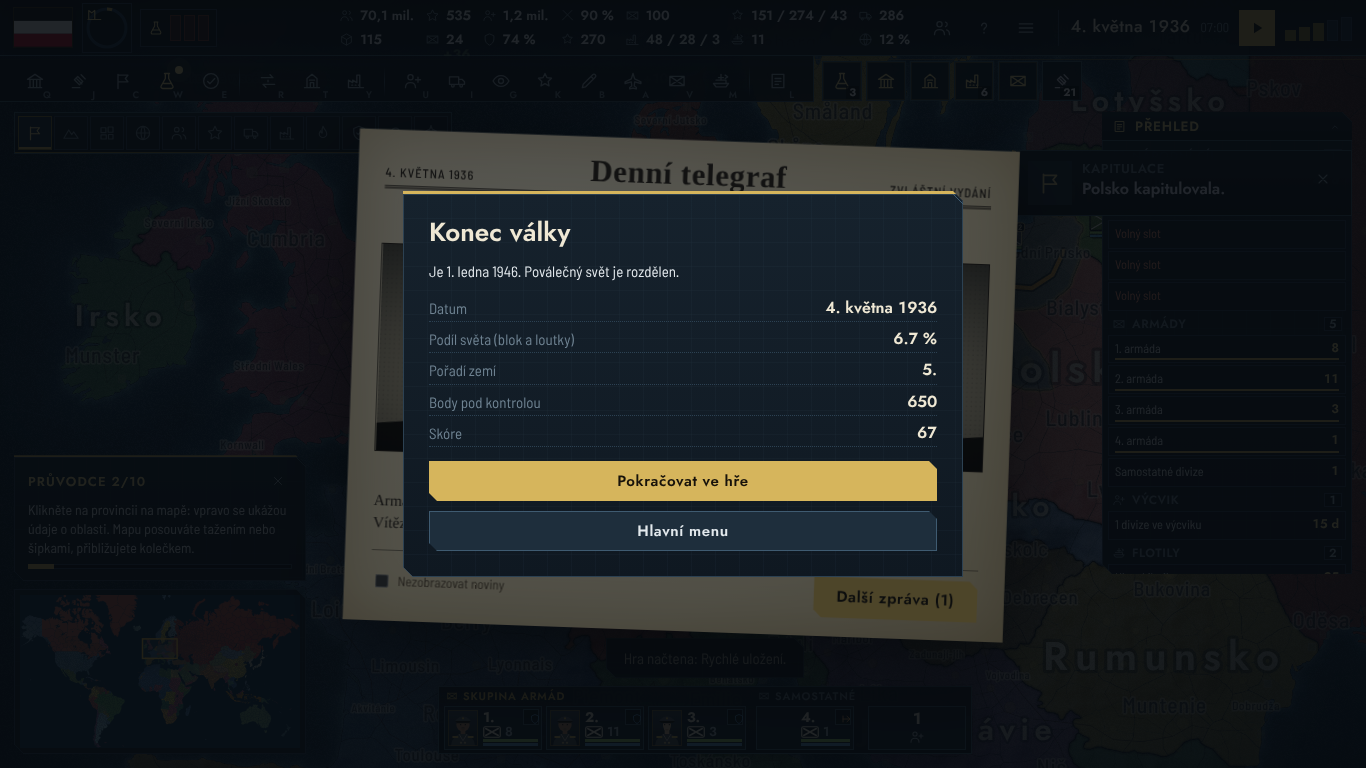 70,1 mil. 535 1,2 mil. 90 % 100 151 / 274 / 43 286
115 24 74 % 270 48 / 28 / 3 11 12 %
4. května 1936 07:00
Q J C W E R T Y U I O K B A V M L
3 6 21
Småland
Lotyšsko
Pskov
Cumbria
Irsko
Munster
PŘEHLED
KAPITULACE
Polsko kapitulovala.
Volný slot
Volný slot
Volný slot
ARMÁDY 5
1. armáda 8
2. armáda 11
3. armáda 3
4. armáda 1
Samostatné divize 1
VÝCVIK 1
1 divize ve výcviku 15 d
FLOTILY 2
4. KVĚTNA 1936
Denní telegraf
Konec války
Je 1. ledna 1946. Poválečný svět je rozdělen.
Datum 4. května 1936
Podíl světa (blok a loutky) 6.7 %
Pořadí zemí 5.
Body pod kontrolou 650
Skóre 67
Pokračovat ve hře
Hlavní menu
Nezobrazovat noviny
Další zpráva (1)
PRŮVODCE 2/10
Klikněte na provincii na mapě: vpravo se ukážou
údaje o oblasti. Mapu posouváte tažením nebo
šipkami, přibližujete kolečkem.
Hra načtena: Rychlé uložení.
Limousin
Lyonnais
Bukovina
Oděsa
Rumunsko
Muntenie
SKUPINA ARMÁD SAMOSTATNÉ
1. 8
2. 11
3. 3
4. 1
1